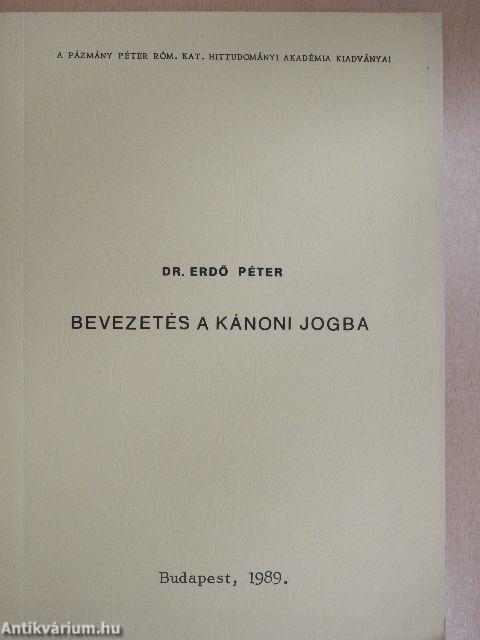 A PÁZMÁNY PÉTER RÓM. KAT. HITTUDOMÁNYI AKADÉMIA KIADVÁNYAI
DR. ERDŐ PÉTER
BEVEZETÉS A KÁNONI JOGBA
Budapest, 1989.
Antikvárium.hu